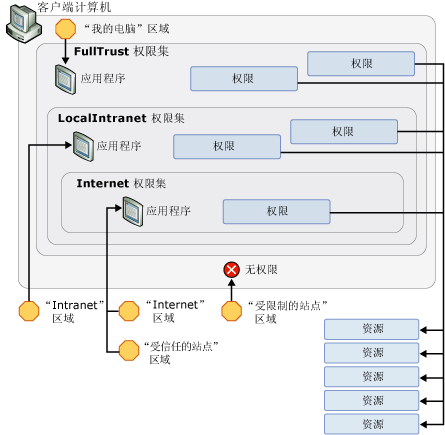 客户端计算机
“我的电脑”区域
FullTrust 权限集
权限
应用程序
权限
LocalIntranet 权限集
权限
应用程序
权限
Internet 权限集
应用程序
权限
无权限
“Intranet”
区域
“Internet”
区域
“受限制的站点”
区域
“受信任的站点”
区域
资源
资源
资源
资源
资源